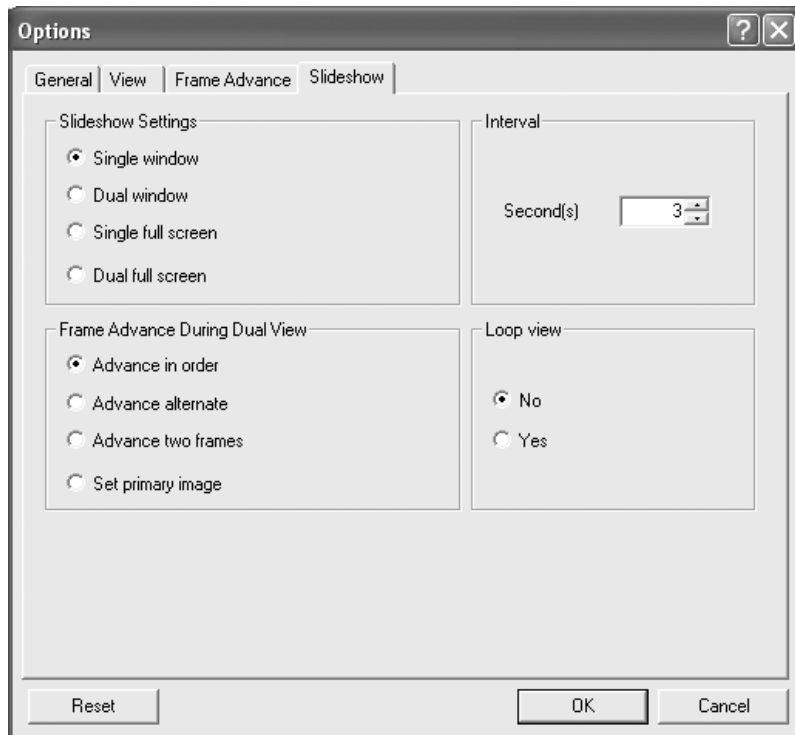 Options
General View Frame Advance Slideshow
Slideshow Settings
Single window
Dual window
Single full screen
Dual full screen
Interval
Second(s) 3
Frame Advance During Dual View
Advance in order
Advance alternate
Advance two frames
Set primary image
Loop view
No
Yes
Reset OK Cancel